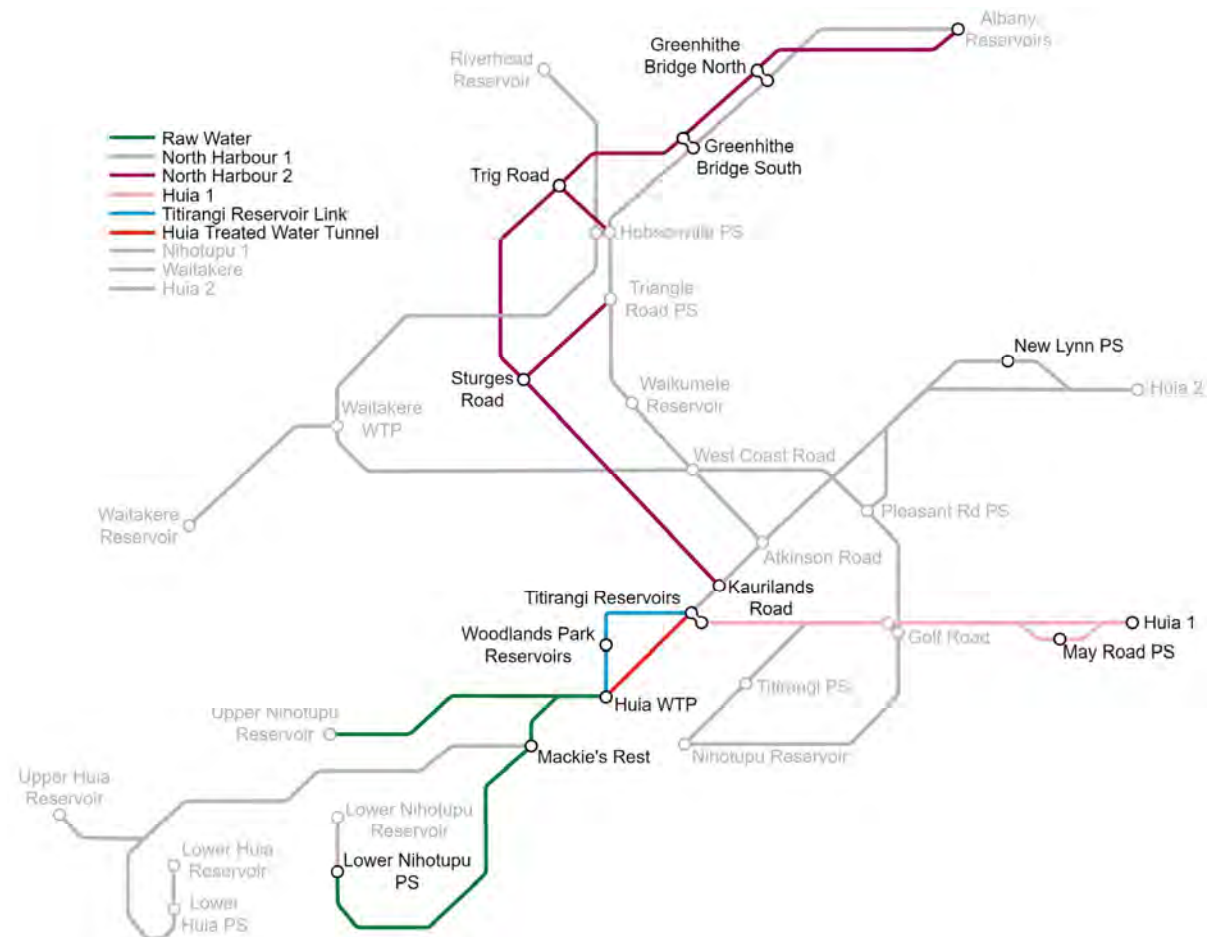 Albany
Reservoirs
Greenhithe
Bridge North
Riverhead
Reservoir
Raw Water
North Harbour 1
North Harbour 2
Huia 1
Titirangi Reservoir Link
Huia Treated Water Tunnel
Nihotupu 1
Waitakere
Huia 2
Greenhithe
Bridge South
Trig Road
Hobsonville PS
Triangle
Road PS
New Lynn PS
Sturges
Road
Huia 2
Waikumete
Reservoir
Waitakere
WTP
West Coast Road
Waitakere
Reservoir
Pleasant Rd PS
Atkinson Road
Kaurilands
Road
Titirangi Reservoirs
Huia 1
Golf Road
May Road PS
Woodlands Park
Reservoirs
Titirangi PS
Huia WTP
Upper Nihotupu
Reservoir
Mackie's Rest
Nihotupu Reservoir
Upper Huia
Reservoir
Lower Nihotupu
Reservoir
Lower Huia
Reservoir
Lower Nihotupu
PS
Lower
Huia PS